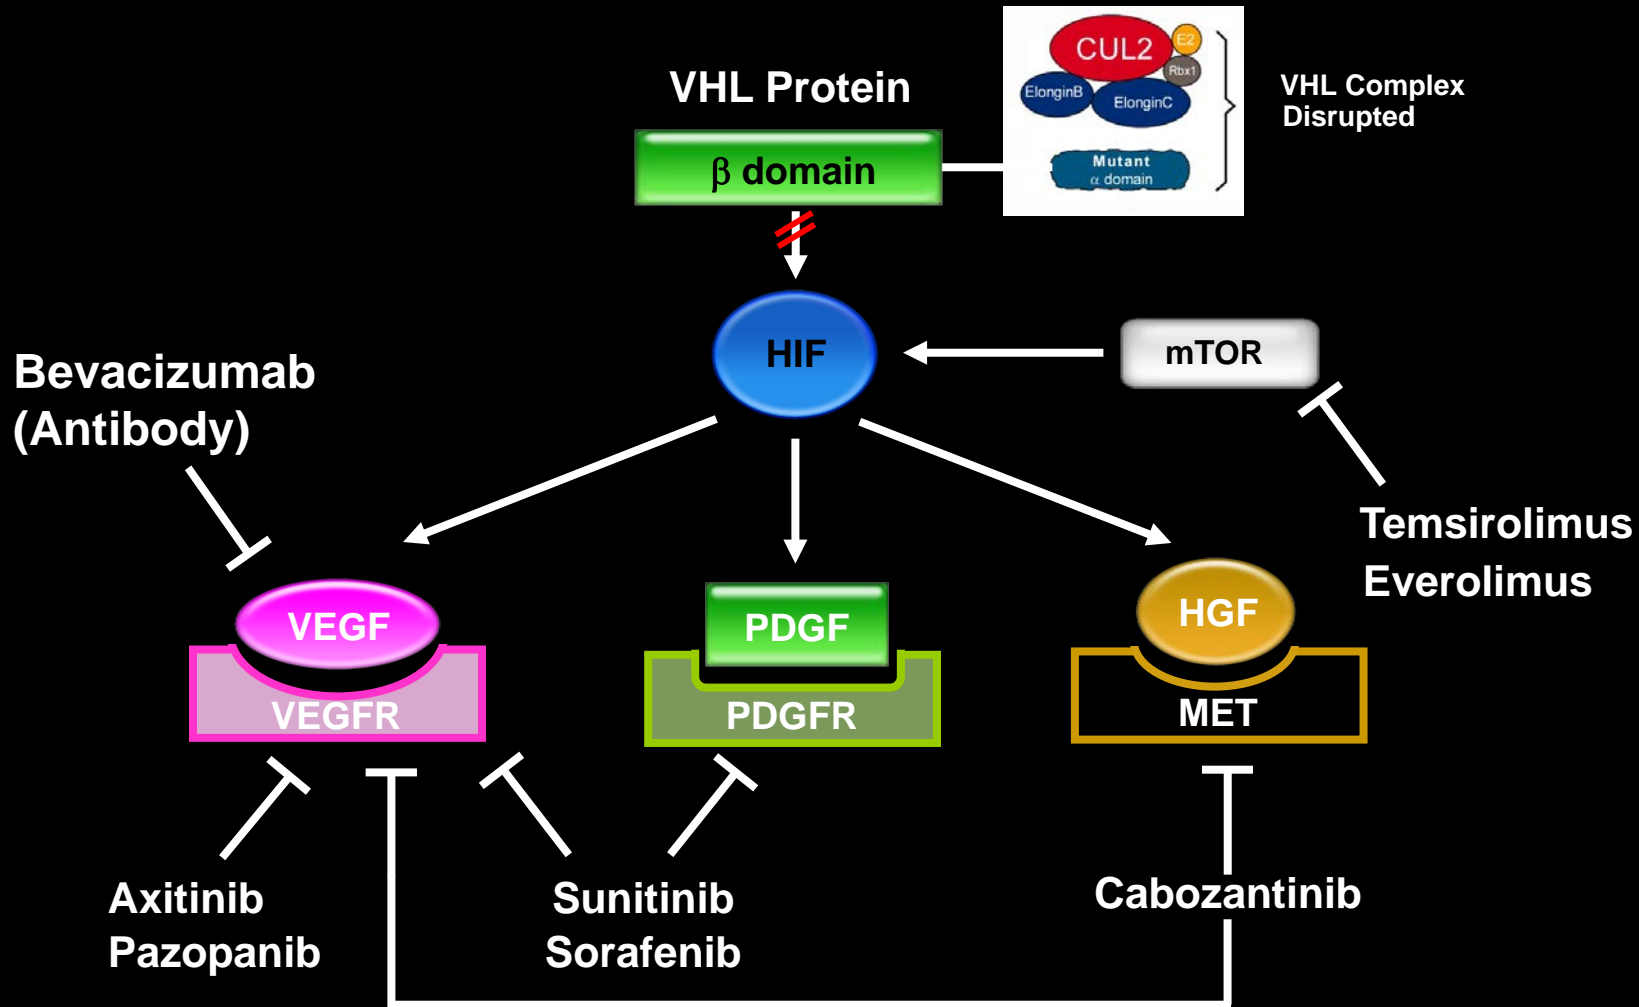 CUL2
E2
Rbx1
ElonginB
ElonginC
Mutant
α domain
VHL Complex
Disrupted
VHL Protein
β domain
HIF
mTOR
Bevacizumab
(Antibody)
Temsirolimus
Everolimus
VEGF
VEGFR
PDGF
PDGFR
HGF
MET
Axitinib
Pazopanib
Sunitinib
Sorafenib
Cabozantinib